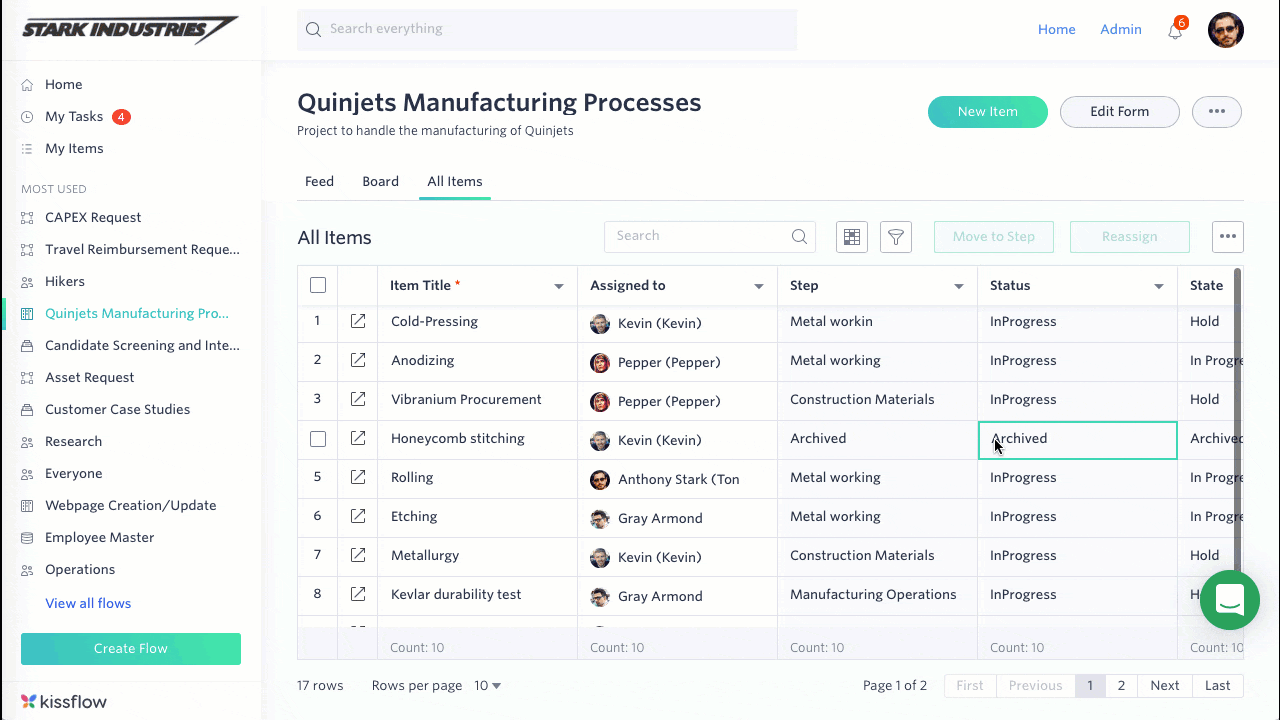 STARK INDUSTRIES
Search everything
Home
Admin
6
Home
My Tasks 4
My Items
MOST USED
CAPEX Request
Travel Reimbursement Reque...
Hikers
Quinjets Manufacturing Pro...
Candidate Screening and Inte...
Asset Request
Customer Case Studies
Research
Everyone
Webpage Creation/Update
Employee Master
Operations
View all flows
Create Flow
kissflow
Quinjets Manufacturing Processes
Project to handle the manufacturing of Quinjets
New Item
Edit Form
Feed
Board
All Items
All Items
Search
Move to Step
Reassign
Item Title * Assigned to Step Status State
1 Cold-Pressing Kevin (Kevin) Metal workin InProgress Hold
2 Anodizing Pepper (Pepper) Metal working InProgress In Progre
3 Vibranium Procurement Pepper (Pepper) Construction Materials InProgress Hold
Honeycomb stitching Kevin (Kevin) Archived Archived Archived
5 Rolling Anthony Stark (Ton Metal working InProgress In Progre
6 Etching Gray Armond Metal working InProgress In Progre
7 Metallurgy Kevin (Kevin) Construction Materials InProgress Hold
8 Kevlar durability test Gray Armond Manufacturing Operations InProgress
Count: 10 Count: 10 Count: 10 Count: 10 Count: 10
17 rows
Rows per page 10
Page 1 of 2
First Previous 1 2 Next Last